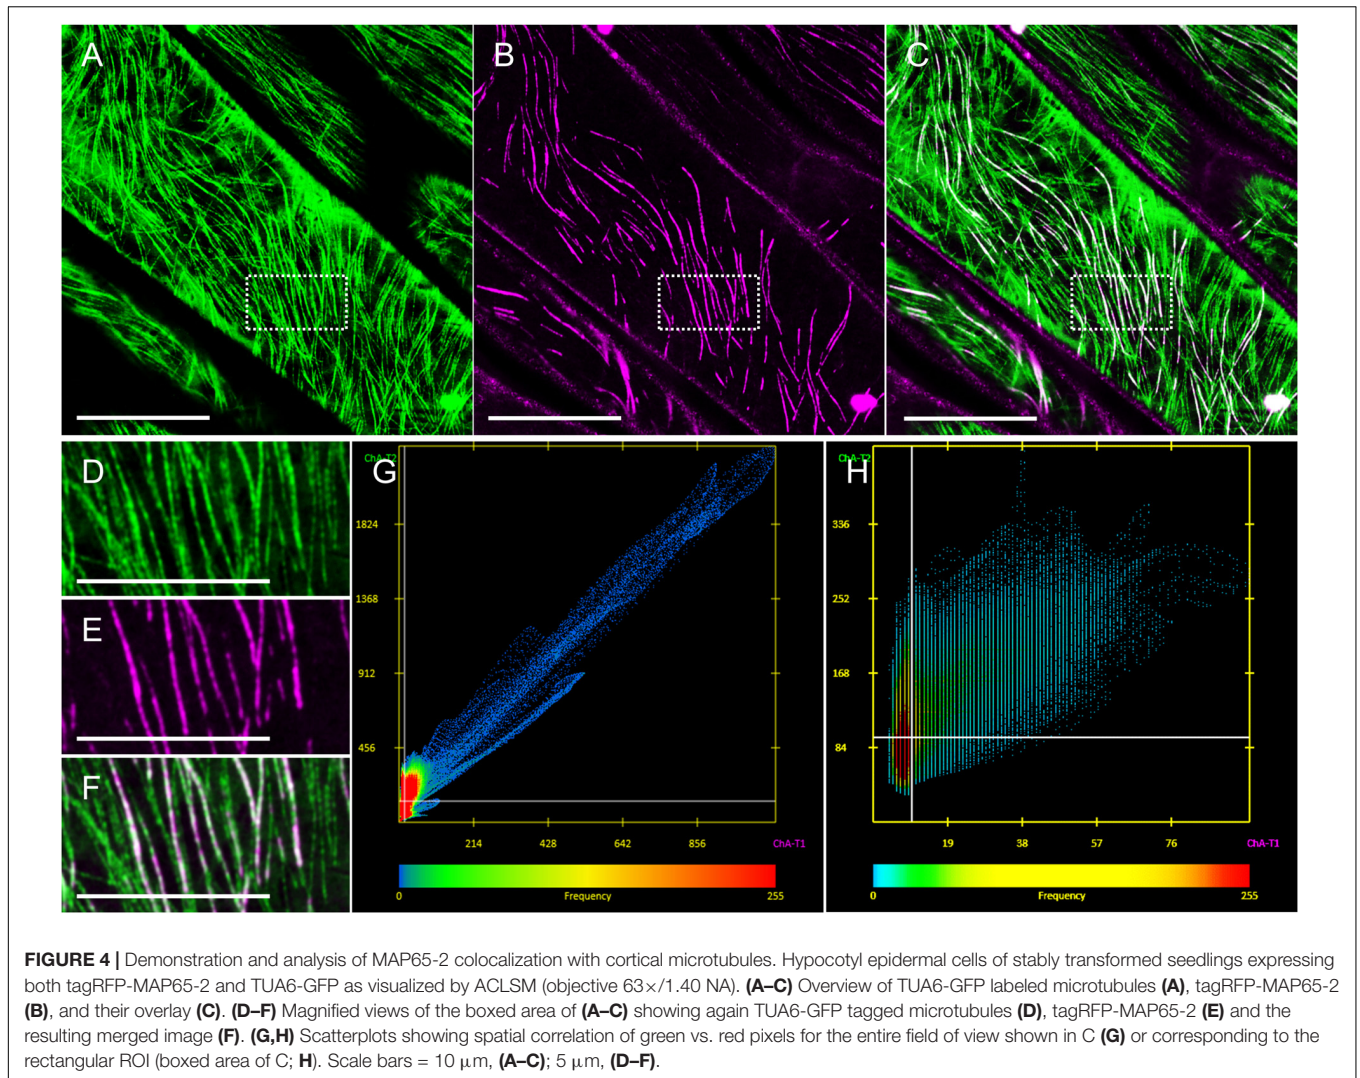 A
B
C
D
E
F
G
ChA-T2
1824
1368
912
456
214
428
642
856
ChA-T1
0
Frequency
255
H
ChA-T2
336
252
168
84
19
38
57
76
ChA-T1
0
Frequency
255
FIGURE 4 | Demonstration and analysis of MAP65-2 colocalization with cortical microtubules. Hypocotyl epidermal cells of stably transformed seedlings expressing
both tagRFP-MAP65-2 and TUA6-GFP as visualized by ACLSM (objective 63×/1.40 NA). (A–C) Overview of TUA6-GFP labeled microtubules (A), tagRFP-MAP65-2
(B), and their overlay (C). (D–F) Magnified views of the boxed area of (A–C) showing again TUA6-GFP tagged microtubules (D), tagRFP-MAP65-2 (E) and the
resulting merged image (F). (G,H) Scatterplots showing spatial correlation of green vs. red pixels for the entire field of view shown in C (G) or corresponding to the
rectangular ROI (boxed area of C; H). Scale bars = 10 μm, (A–C); 5 μm, (D–F).